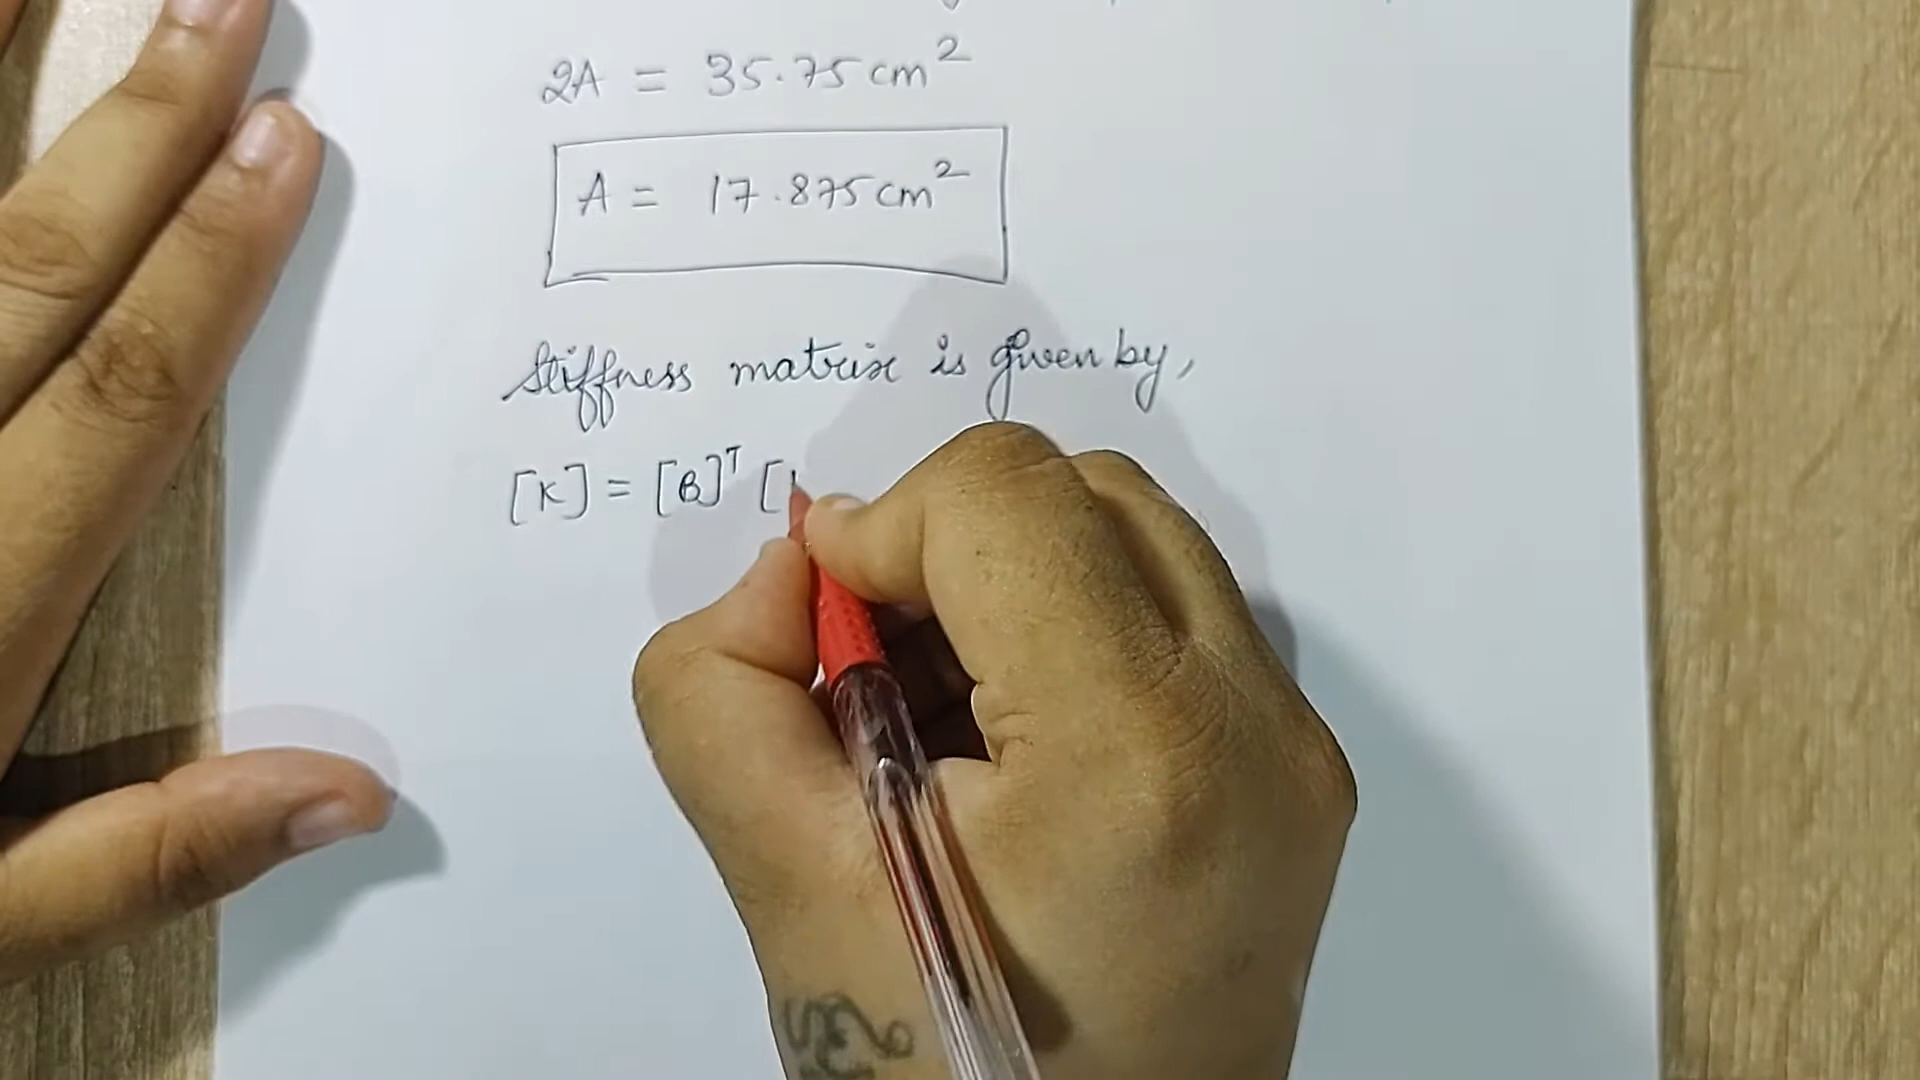 2A = 35.75 cm²
A = 17.875 cm²
Stiffness matrix is given by,
[K] = [B]ᵀ [